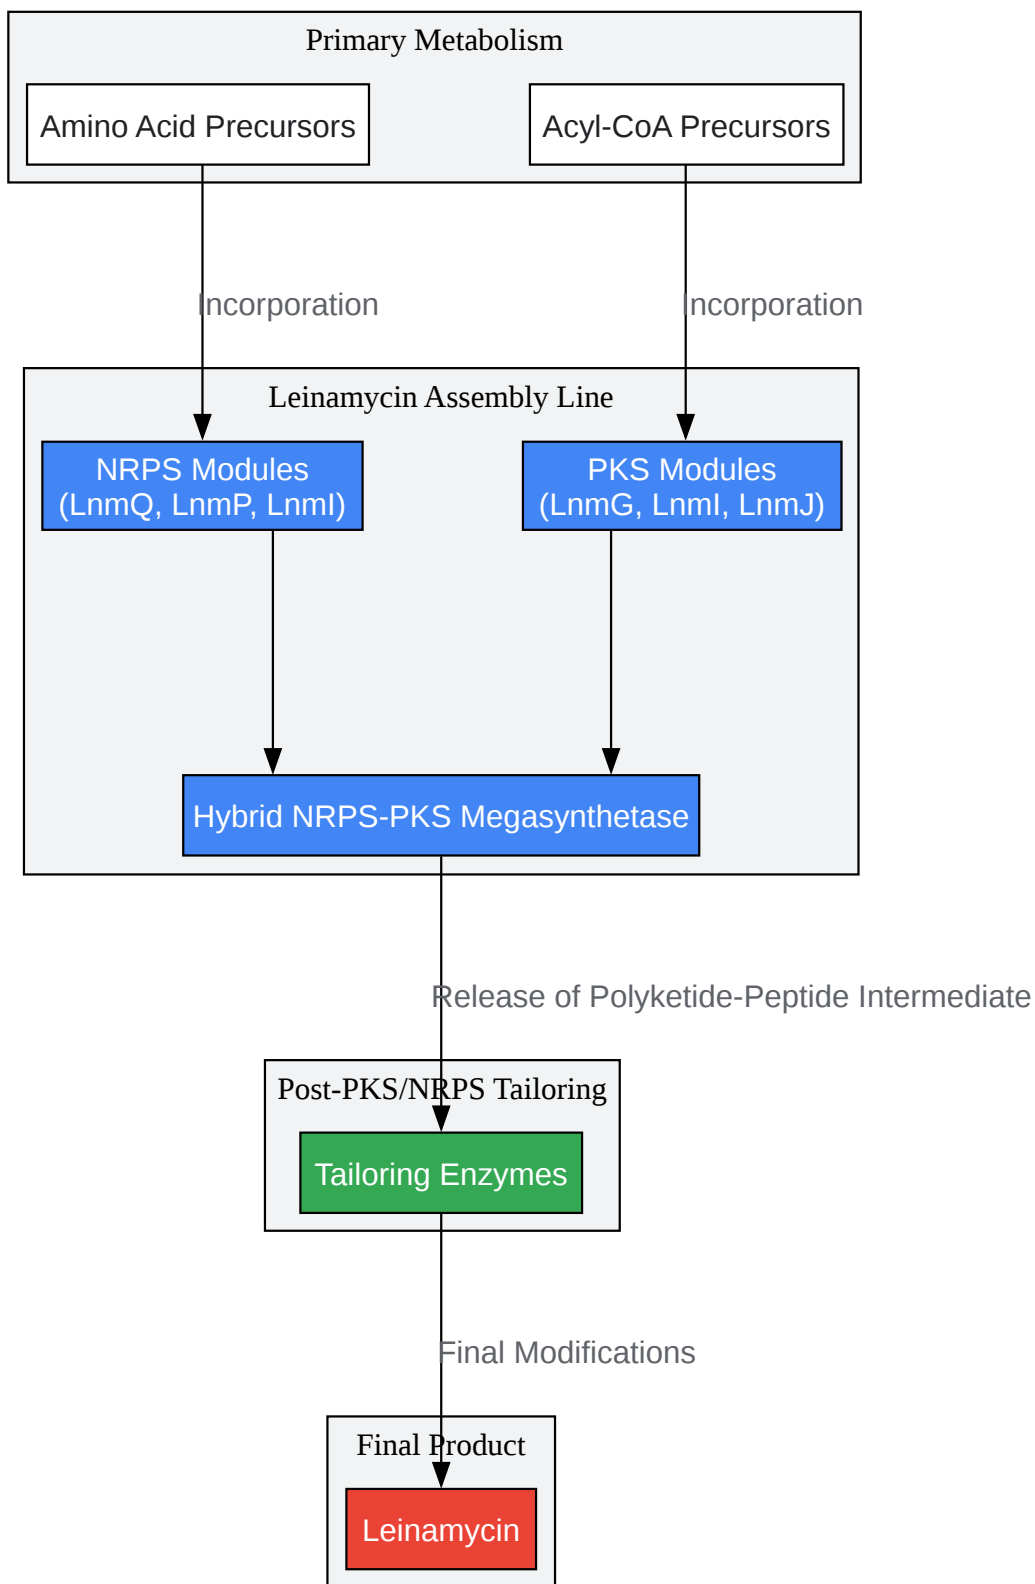 Primary Metabolism
Amino Acid Precursors
Acyl-CoA Precursors
Incorporation
Incorporation
Leinamycin Assembly Line
NRPS Modules
(LnmQ, LnmP, LnmI)
PKS Modules
(LnmG, LnmI, LnmJ)
Hybrid NRPS-PKS Megasynthetase
Release of Polyketide-Peptide Intermediate
Post-PKS/NRPS Tailoring
Tailoring Enzymes
Final Modifications
Final Product
Leinamycin